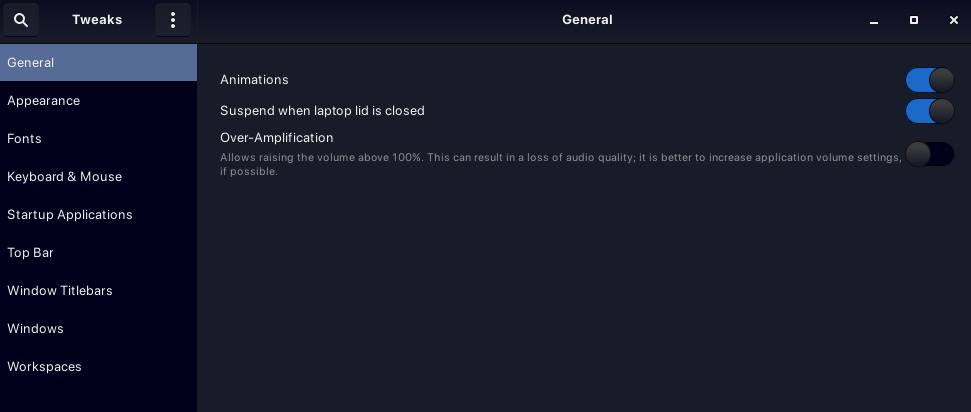 Tweaks
General
General
Appearance
Fonts
Keyboard & Mouse
Startup Applications
Top Bar
Window Titlebars
Windows
Workspaces
Animations
Suspend when laptop lid is closed
Over-Amplification
Allows raising the volume above 100%. This can result in a loss of audio quality; it is better to increase application volume settings,
if possible.